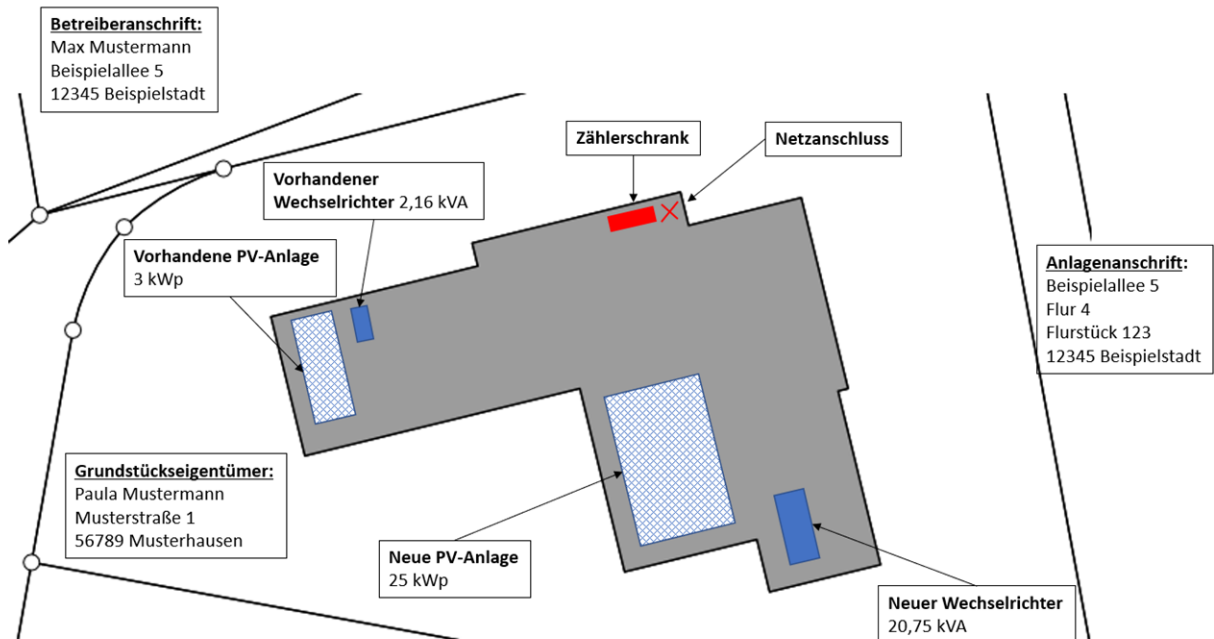 Betreiberanschrift:
Max Mustermann
Beispielallee 5
12345 Beispielstadt
Zählerschrank
Netzanschluss
Vorhandener
Wechselrichter 2,16 kVA
Vorhandene PV-Anlage
3 kWp
Anlagenanschrift:
Beispielallee 5
Flur 4
Flurstück 123
12345 Beispielstadt
Grundstückseigentümer:
Paula Mustermann
Musterstraße 1
56789 Musterhausen
Neue PV-Anlage
25 kWp
Neuer Wechselrichter
20,75 kVA